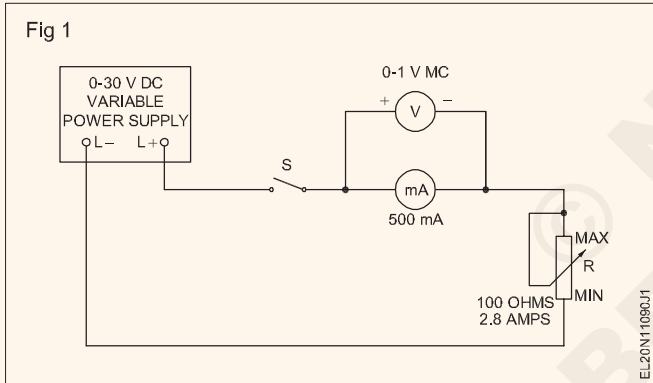 Fig 1
0-30 V DC
VARIABLE
POWER SUPPLY
L– L+
S
0-1 V MC
+ V –
mA
500 mA
MAX
R
MIN
100 OHMS
2.8 AMPS
EL20N11090J1
©